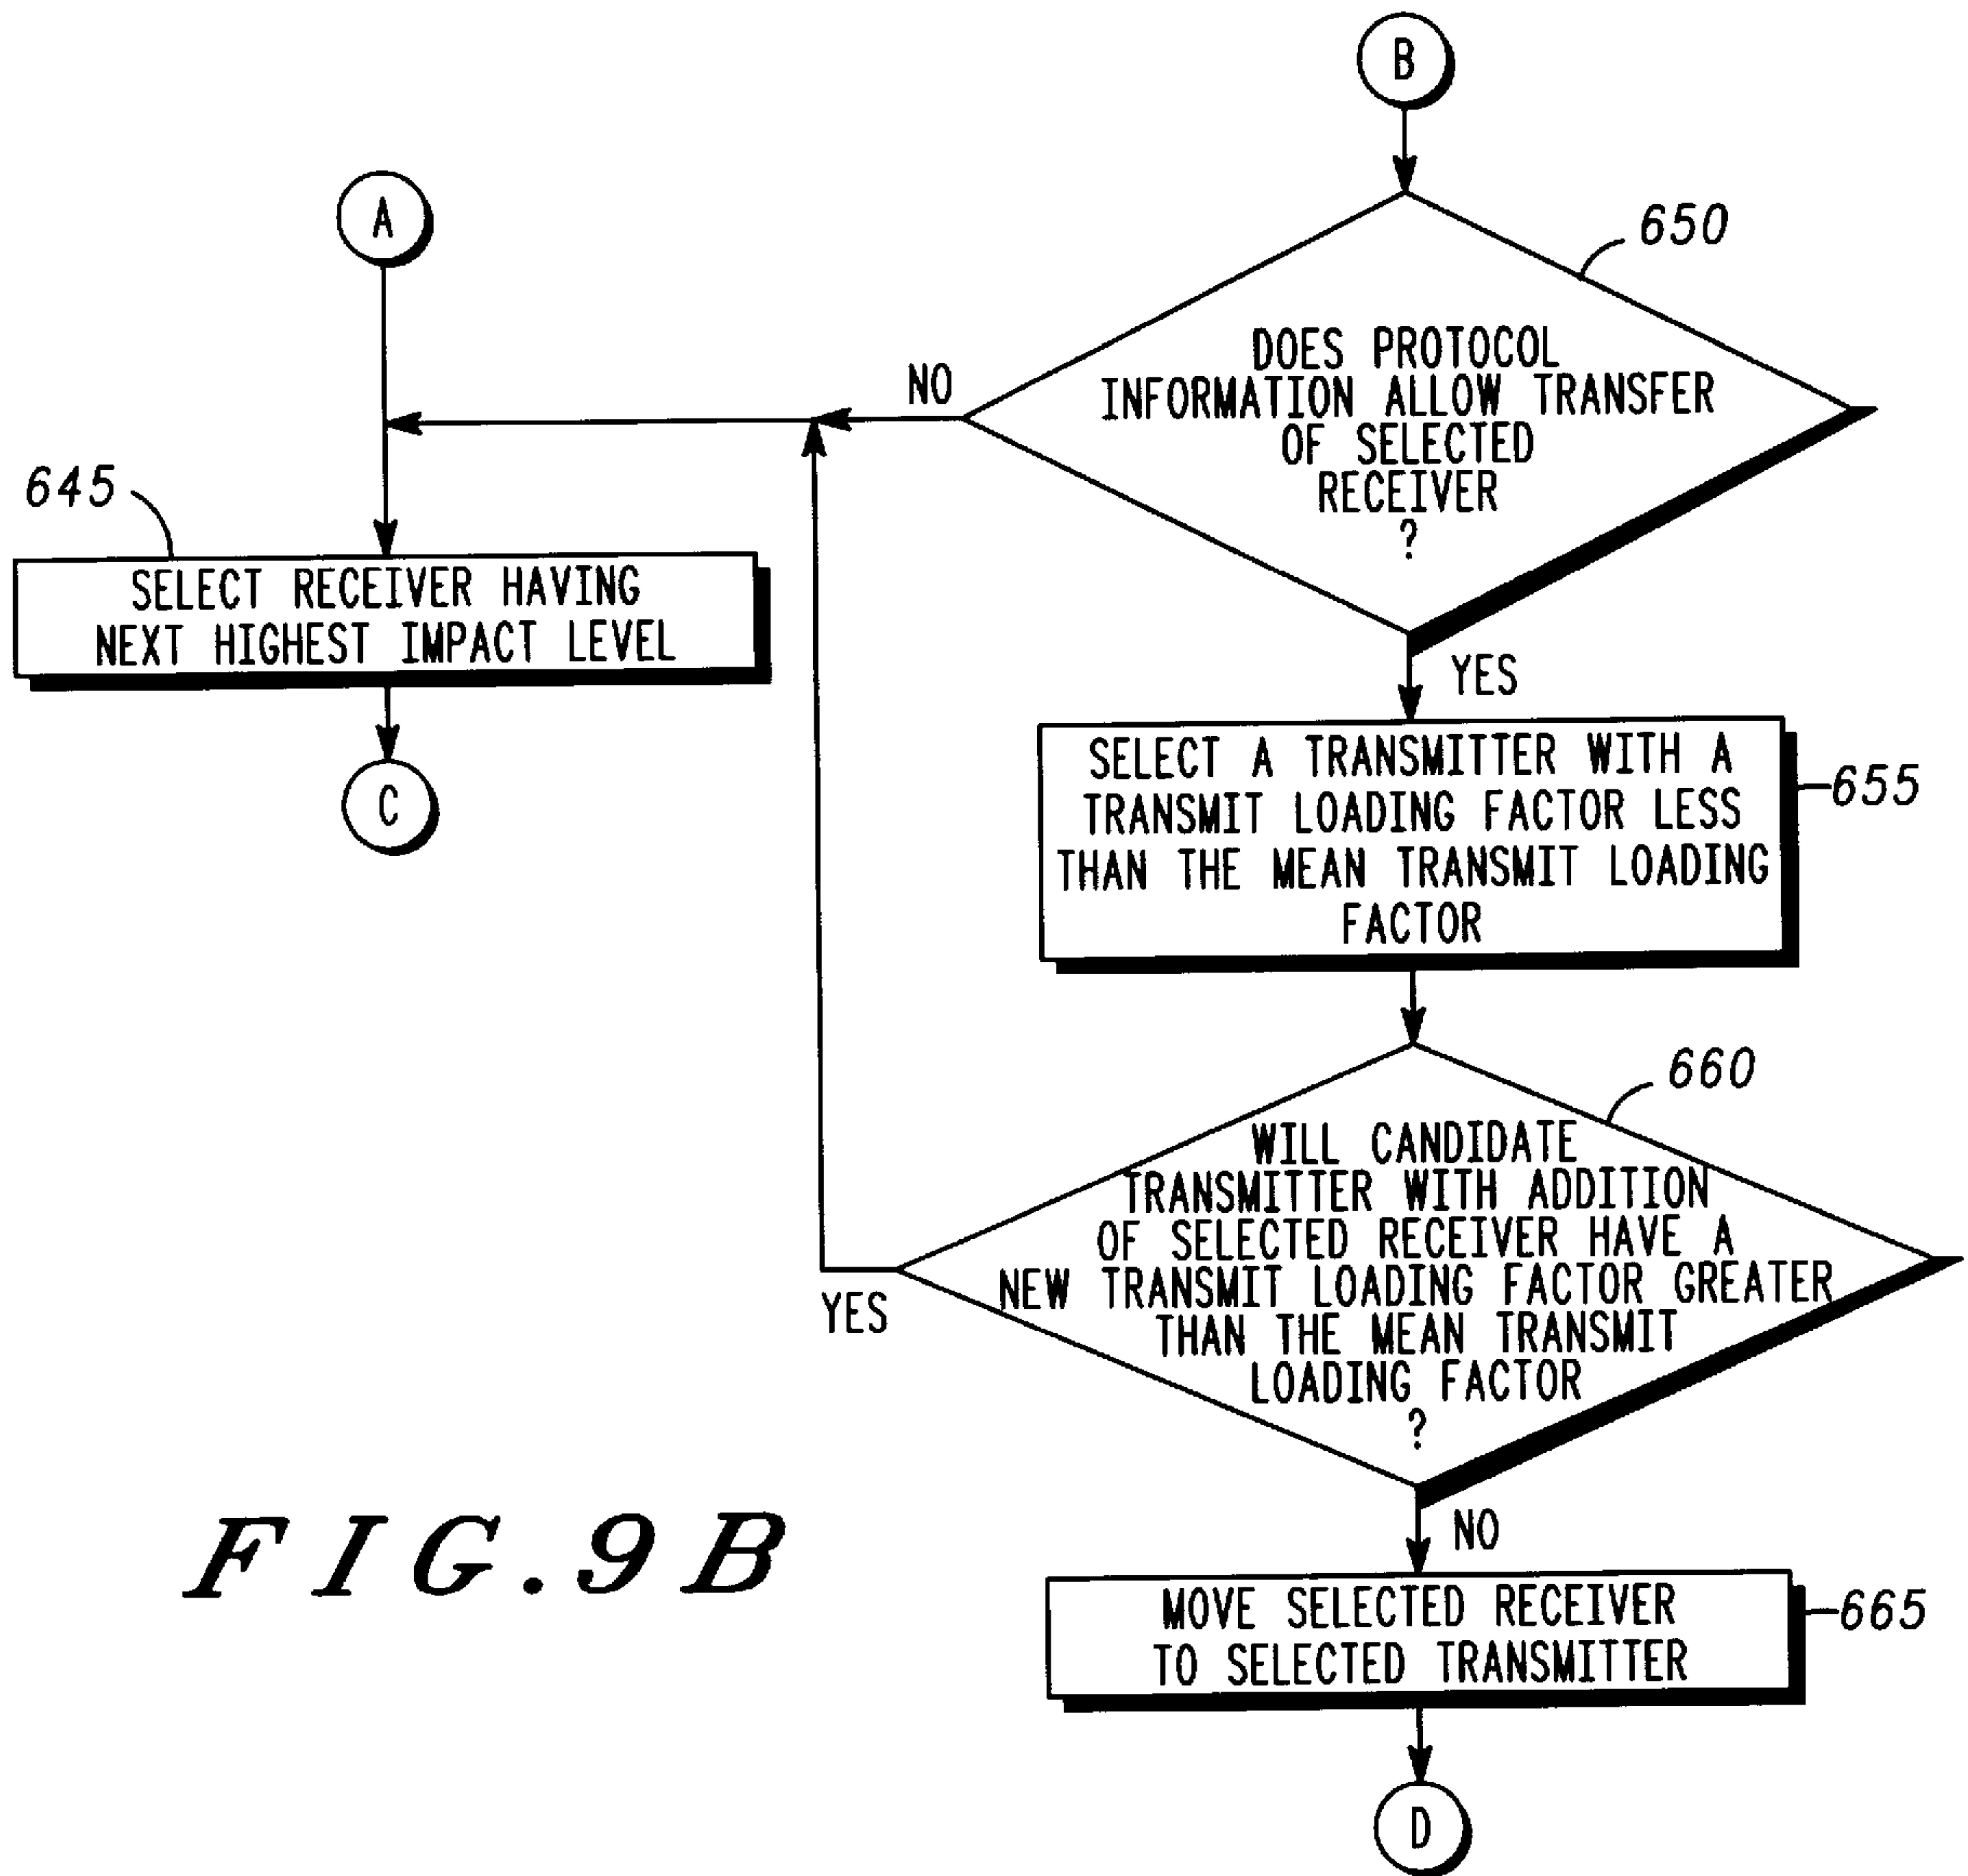 B
A
650
DOES PROTOCOL
INFORMATION ALLOW TRANSFER
OF SELECTED
RECEIVER
?
NO
645
SELECT RECEIVER HAVING
NEXT HIGHEST IMPACT LEVEL
C
YES
SELECT A TRANSMITTER WITH A
TRANSMIT LOADING FACTOR LESS
THAN THE MEAN TRANSMIT LOADING
FACTOR
655
660
WILL CANDIDATE
TRANSMITTER WITH ADDITION
OF SELECTED RECEIVER HAVE A
NEW TRANSMIT LOADING FACTOR GREATER
THAN THE MEAN TRANSMIT
LOADING FACTOR
?
YES
NO
MOVE SELECTED RECEIVER
TO SELECTED TRANSMITTER
665
D
FIG.9B